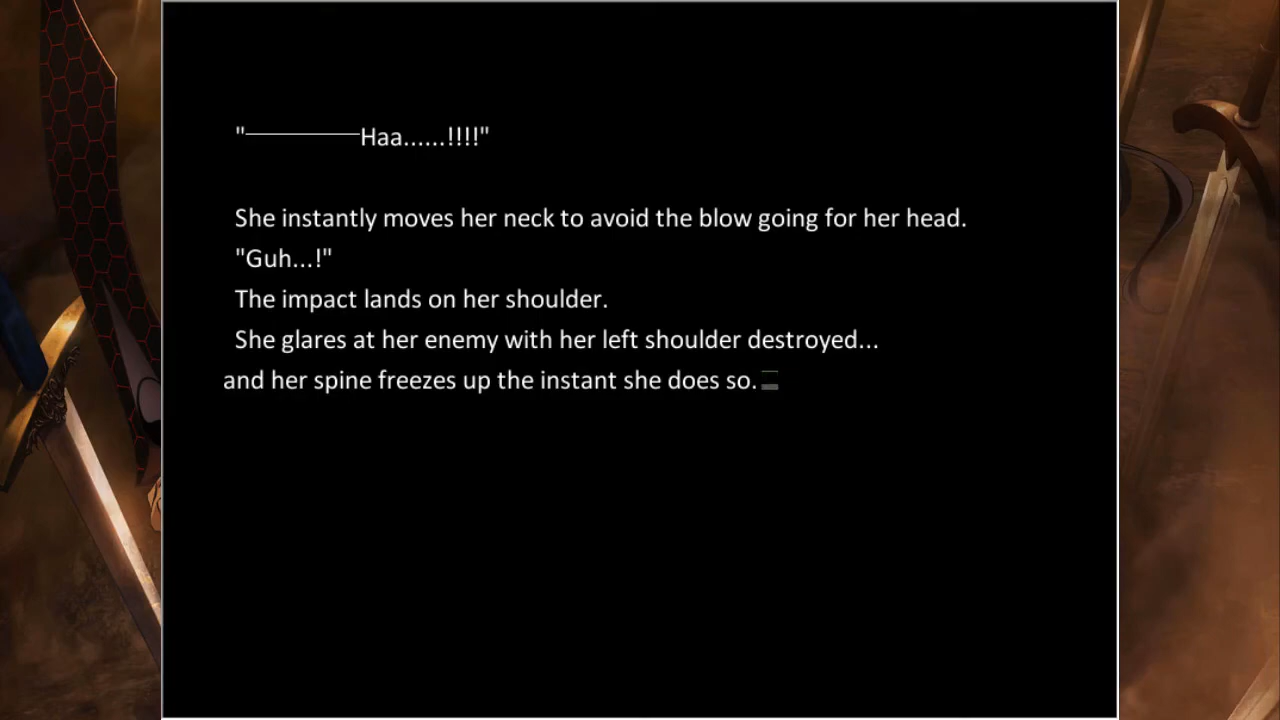 "————Haa......!!!!"
She instantly moves her neck to avoid the blow going for her head.
"Guh...!"
The impact lands on her shoulder.
She glares at her enemy with her left shoulder destroyed...
and her spine freezes up the instant she does so.